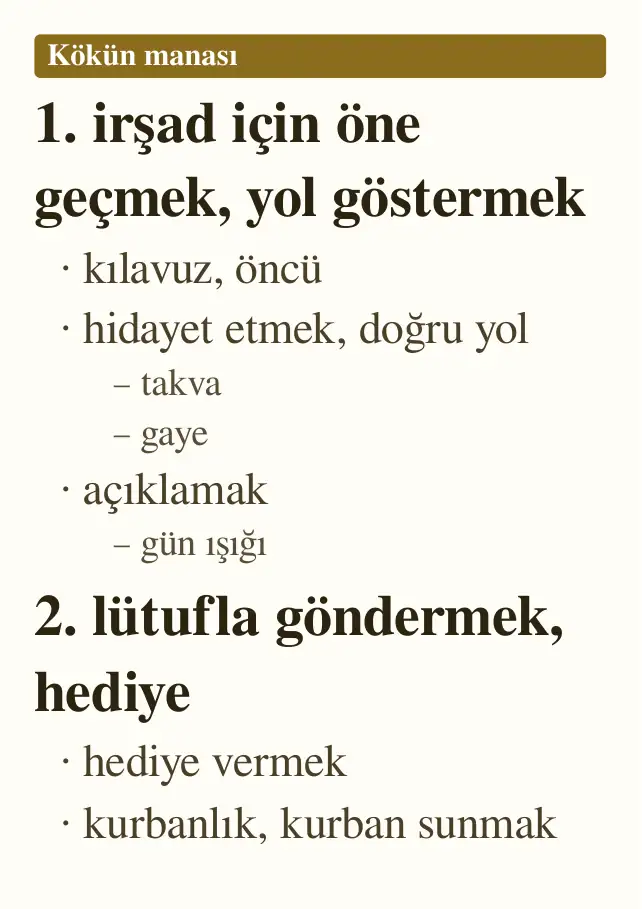 Kökün manası
1. irşad için öne
geçmek, yol göstermek
· kılavuz, öncü
· hidayet etmek, doğru yol
– takva
– gaye
· açıklamak
– gün ışığı
2. lütufla göndermek,
hediye
· hediye vermek
· kurbanlık, kurban sunmak